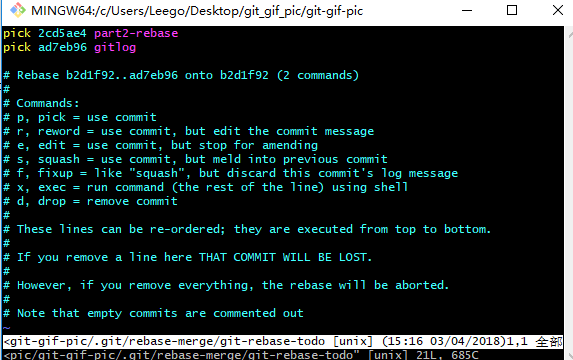 MINGW64:/c/Users/Leego/Desktop/git_gif_pic/git-gif-pic
pick 2cd5ae4 part2-rebase
pick ad7eb96 gitlog

# Rebase b2d1f92..ad7eb96 onto b2d1f92 (2 commands)
#
# Commands:
# p, pick = use commit
# r, reword = use commit, but edit the commit message
# e, edit = use commit, but stop for amending
# s, squash = use commit, but meld into previous commit
# f, fixup = like "squash", but discard this commit's log message
# x, exec = run command (the rest of the line) using shell
# d, drop = remove commit
#
# These lines can be re-ordered; they are executed from top to bottom.
#
# If you remove a line here THAT COMMIT WILL BE LOST.
#
# However, if you remove everything, the rebase will be aborted.
#
# Note that empty commits are commented out
~
<git-gif-pic/.git/rebase-merge/git-rebase-todo [unix] (15:16 03/04/2018)1,1 全部
<pic/git-gif-pic/.git/rebase-merge/git-rebase-todo" [unix] 21L, 685C